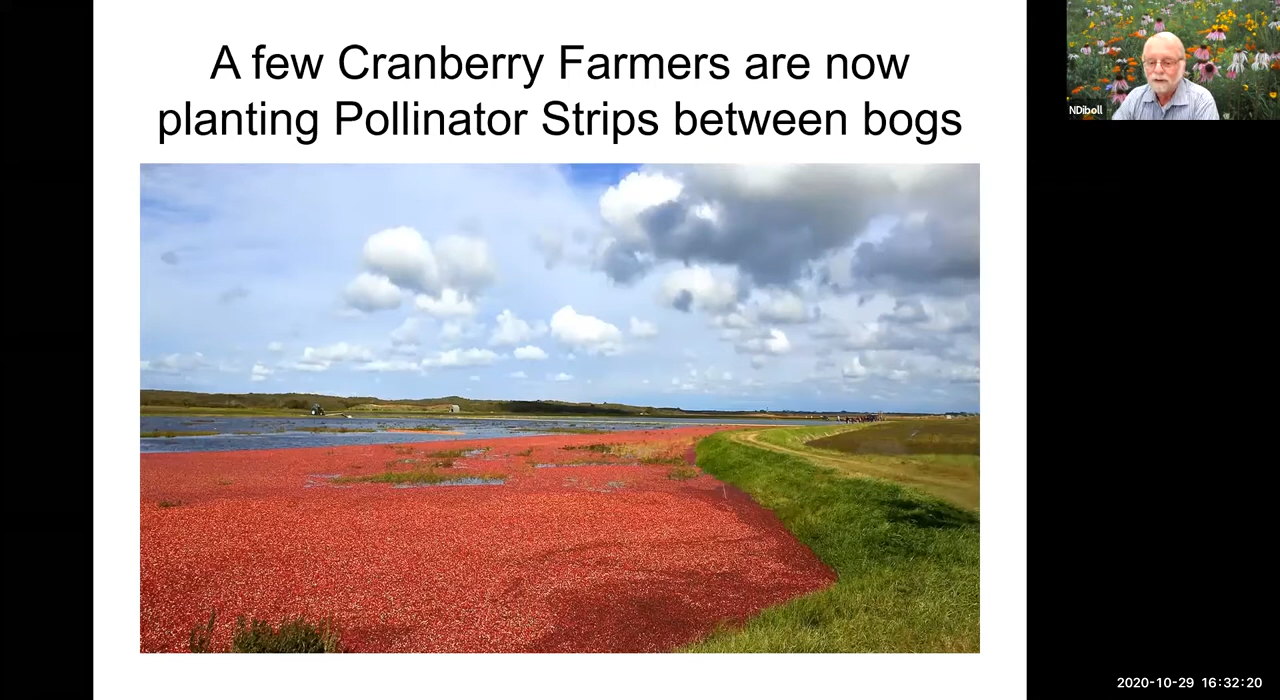 A few Cranberry Farmers are now
planting Pollinator Strips between bogs
NDiboll
2020-10-29 16:32:20